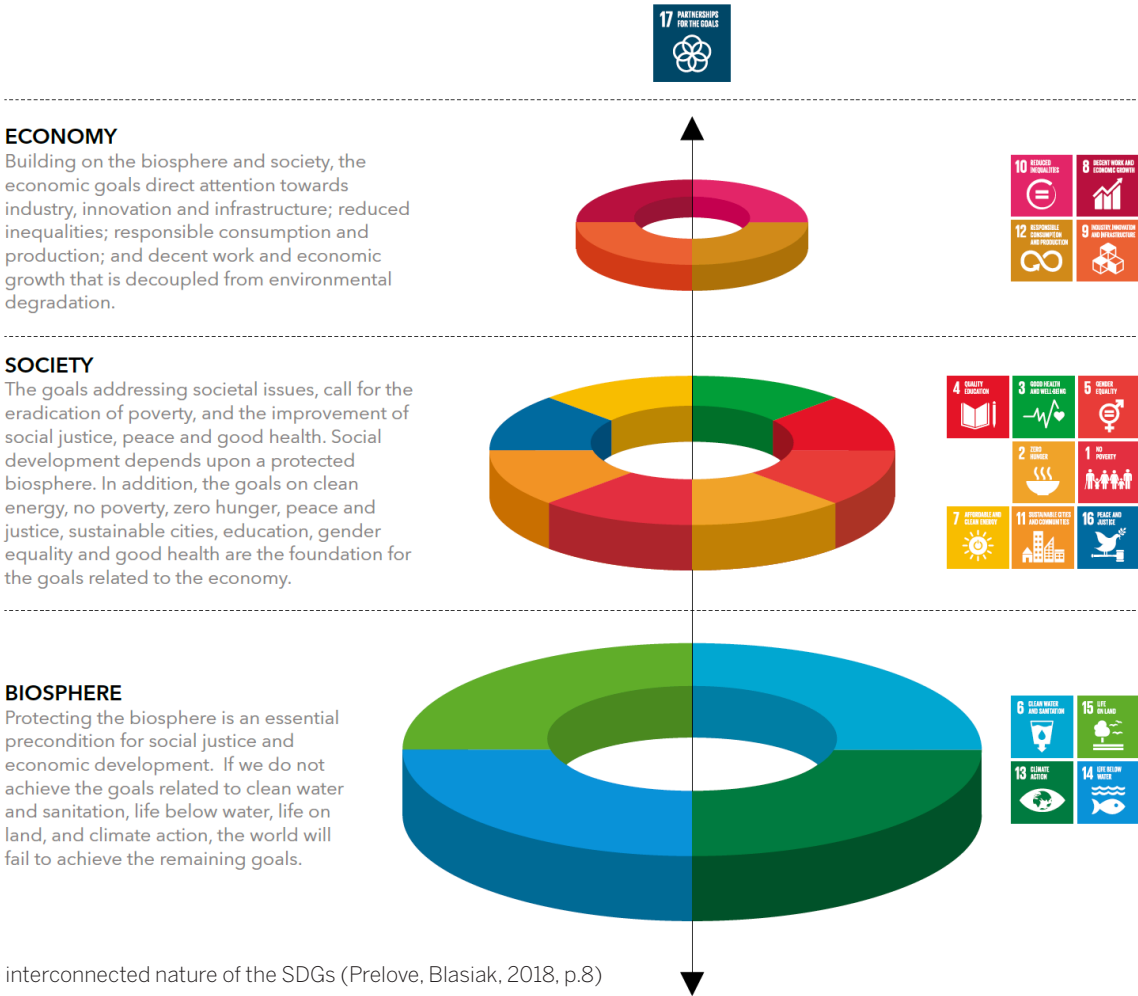 17 PARTNERSHIPS
FOR THE GOALS
ECONOMY
Building on the biosphere and society, the
economic goals direct attention towards
industry, innovation and infrastructure; reduced
inequalities; responsible consumption and
production; and decent work and economic
growth that is decoupled from environmental
degradation.
10 REDUCED
INEQUALITIES
8 DECENT WORK AND
ECONOMIC GROWTH
12 RESPONSIBLE
CONSUMPTION
AND PRODUCTION
9 INDUSTRY, INNOVATION
AND INFRASTRUCTURE
SOCIETY
The goals addressing societal issues, call for the
eradication of poverty, and the improvement of
social justice, peace and good health. Social
development depends upon a protected
biosphere. In addition, the goals on clean
energy, no poverty, zero hunger, peace and
justice, sustainable cities, education, gender
equality and good health are the foundation for
the goals related to the economy.
4 QUALITY
EDUCATION
3 GOOD HEALTH
AND WELL-BEING
5 GENDER
EQUALITY
2 ZERO
HUNGER
1 NO
POVERTY
7 AFFORDABLE AND
CLEAN ENERGY
11 SUSTAINABLE CITIES
AND COMMUNITIES
16 PEACE AND
JUSTICE
BIOSPHERE
Protecting the biosphere is an essential
precondition for social justice and
economic development. If we do not
achieve the goals related to clean water
and sanitation, life below water, life on
land, and climate action, the world will
fail to achieve the remaining goals.
6 CLEAN WATER
AND SANITATION
15 LIFE
ON LAND
13 CLIMATE
ACTION
14 LIFE BELOW
WATER
interconnected nature of the SDGs (Prelove, Blasiak, 2018, p.8)